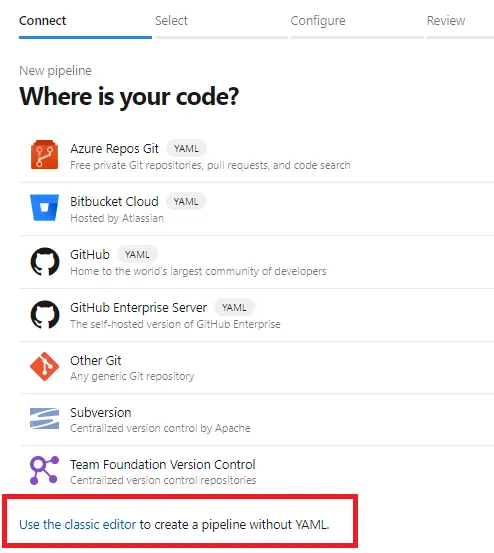 Connect Select Configure Review
New pipeline
Where is your code?
Azure Repos Git YAML
Free private Git repositories, pull requests, and code search
Bitbucket Cloud YAML
Hosted by Atlassian
GitHub YAML
Home to the world's largest community of developers
GitHub Enterprise Server YAML
The self-hosted version of GitHub Enterprise
Other Git
Any generic Git repository
Subversion
Centralized version control by Apache
Team Foundation Version Control
Centralized version control repositories
Use the classic editor to create a pipeline without YAML.